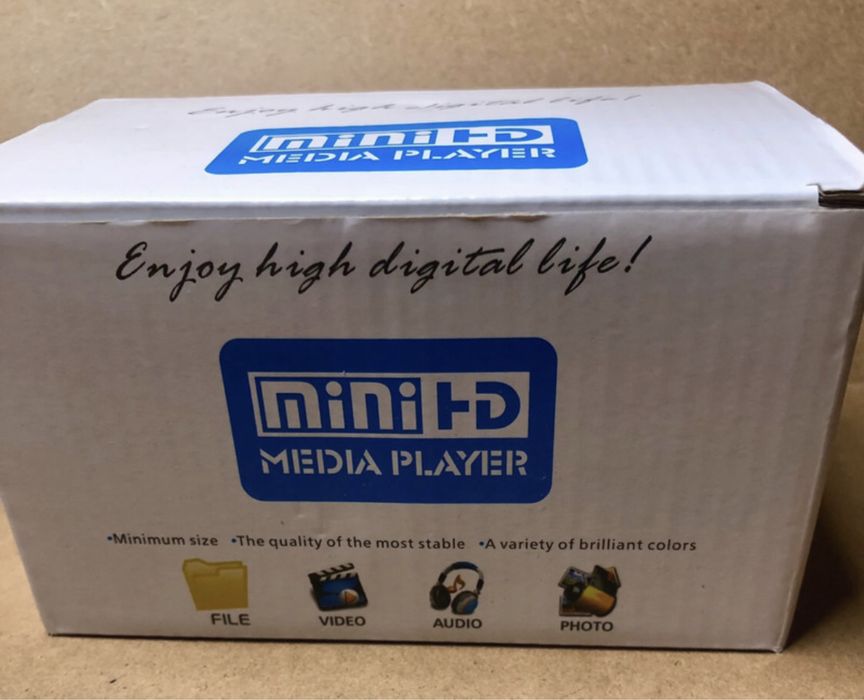 Enjoy high digital life!
mini HD
MEDIA PLAYER
Enjoy high digital life!
mini HD
MEDIA PLAYER
•Minimum size •The quality of the most stable •A variety of brilliant colors
FILE VIDEO AUDIO PHOTO